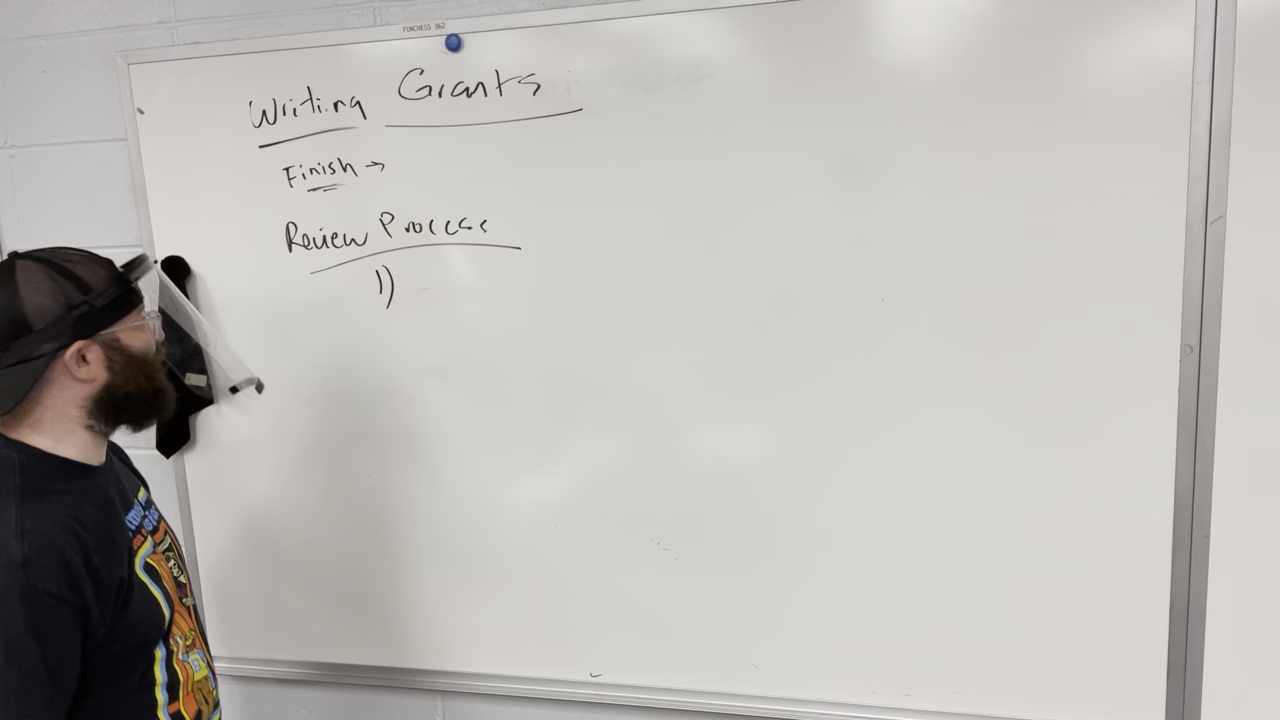 FUNCHESS 362
Writing Grants
Finish →
Review Process
1)